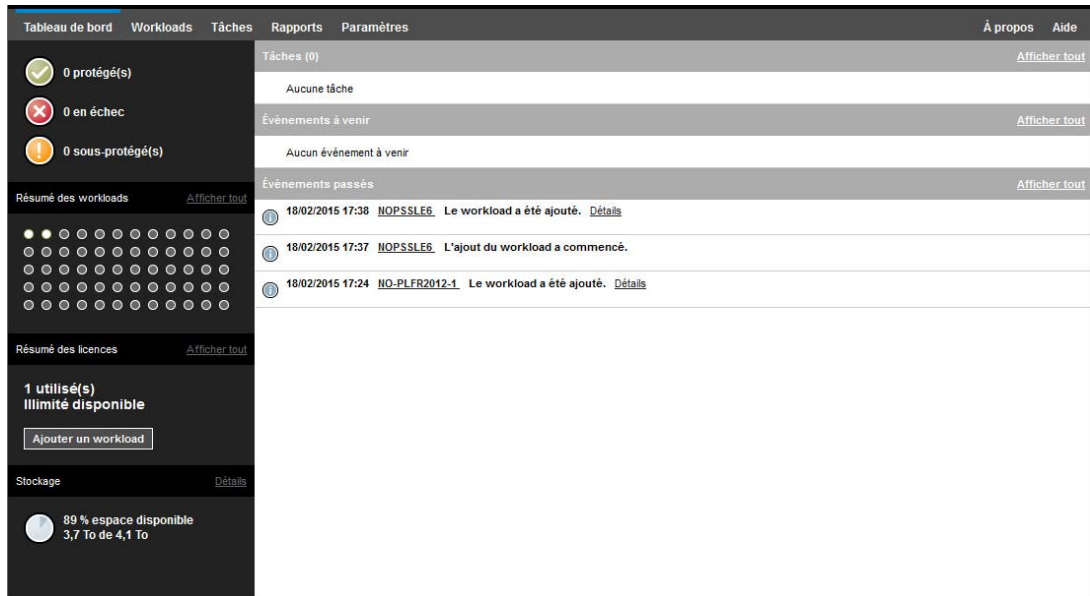 Tableau de bord Workloads Tâches Rapports Paramètres À propos Aide
0 protégé(s)
0 en échec
0 sous-protégé(s)
Résumé des workloads Afficher tout
Résumé des licences Afficher tout
1 utilisé(s)
Illimité disponible
Ajouter un workload
Stockage Détails
89 % espace disponible
3,7 To de 4,1 To
Tâches (0) Afficher tout
Aucune tâche
Événements à venir Afficher tout
Aucun événement à venir
Événements passés Afficher tout
18/02/2015 17:38 NOPSSLE6 Le workload a été ajouté. Détails
18/02/2015 17:37 NOPSSLE6 L'ajout du workload a commencé.
18/02/2015 17:24 NO-PLFR2012-1 Le workload a été ajouté. Détails